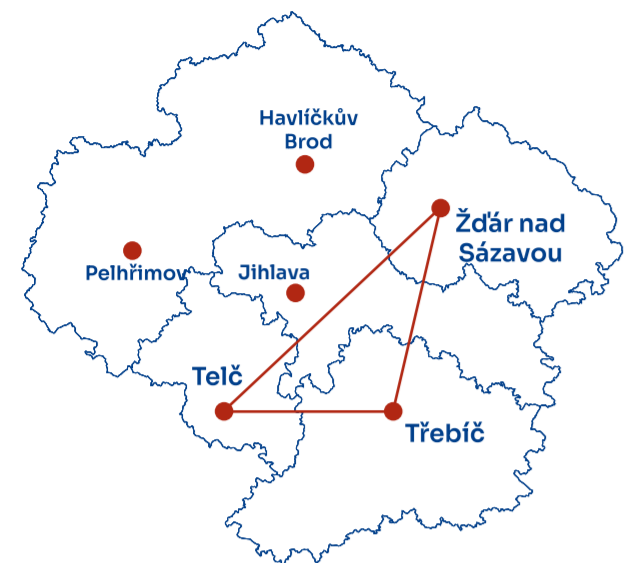 Havlíčkův
Brod
Žďár nad
Sázavou
Pelhřimov
Jihlava
Telč
Třebíč